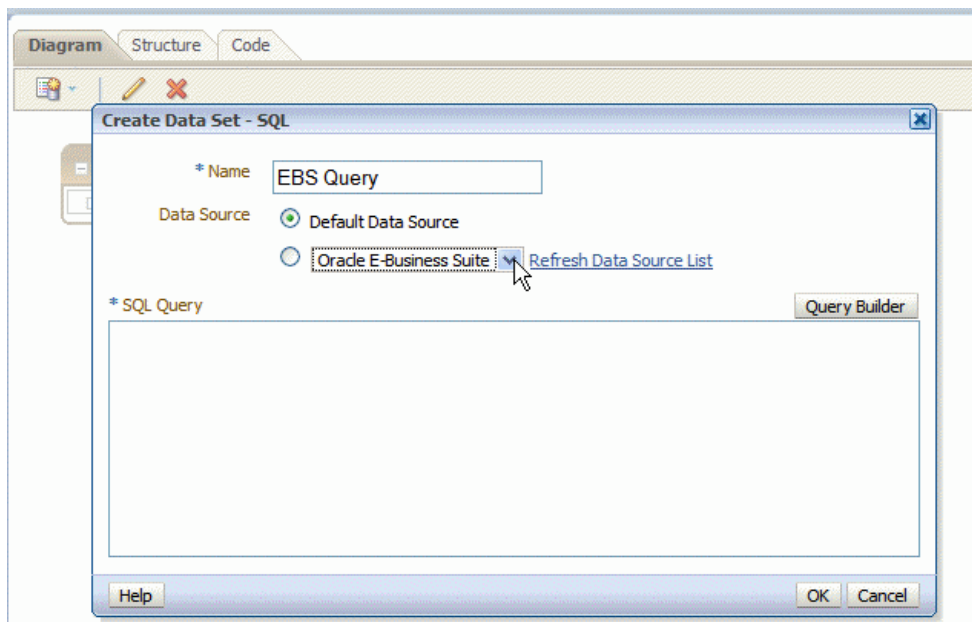 Diagram Structure Code
Create Data Set - SQL
* Name EBS Query
Data Source Default Data Source
Oracle E-Business Suite Refresh Data Source List
* SQL Query Query Builder
Help OK Cancel